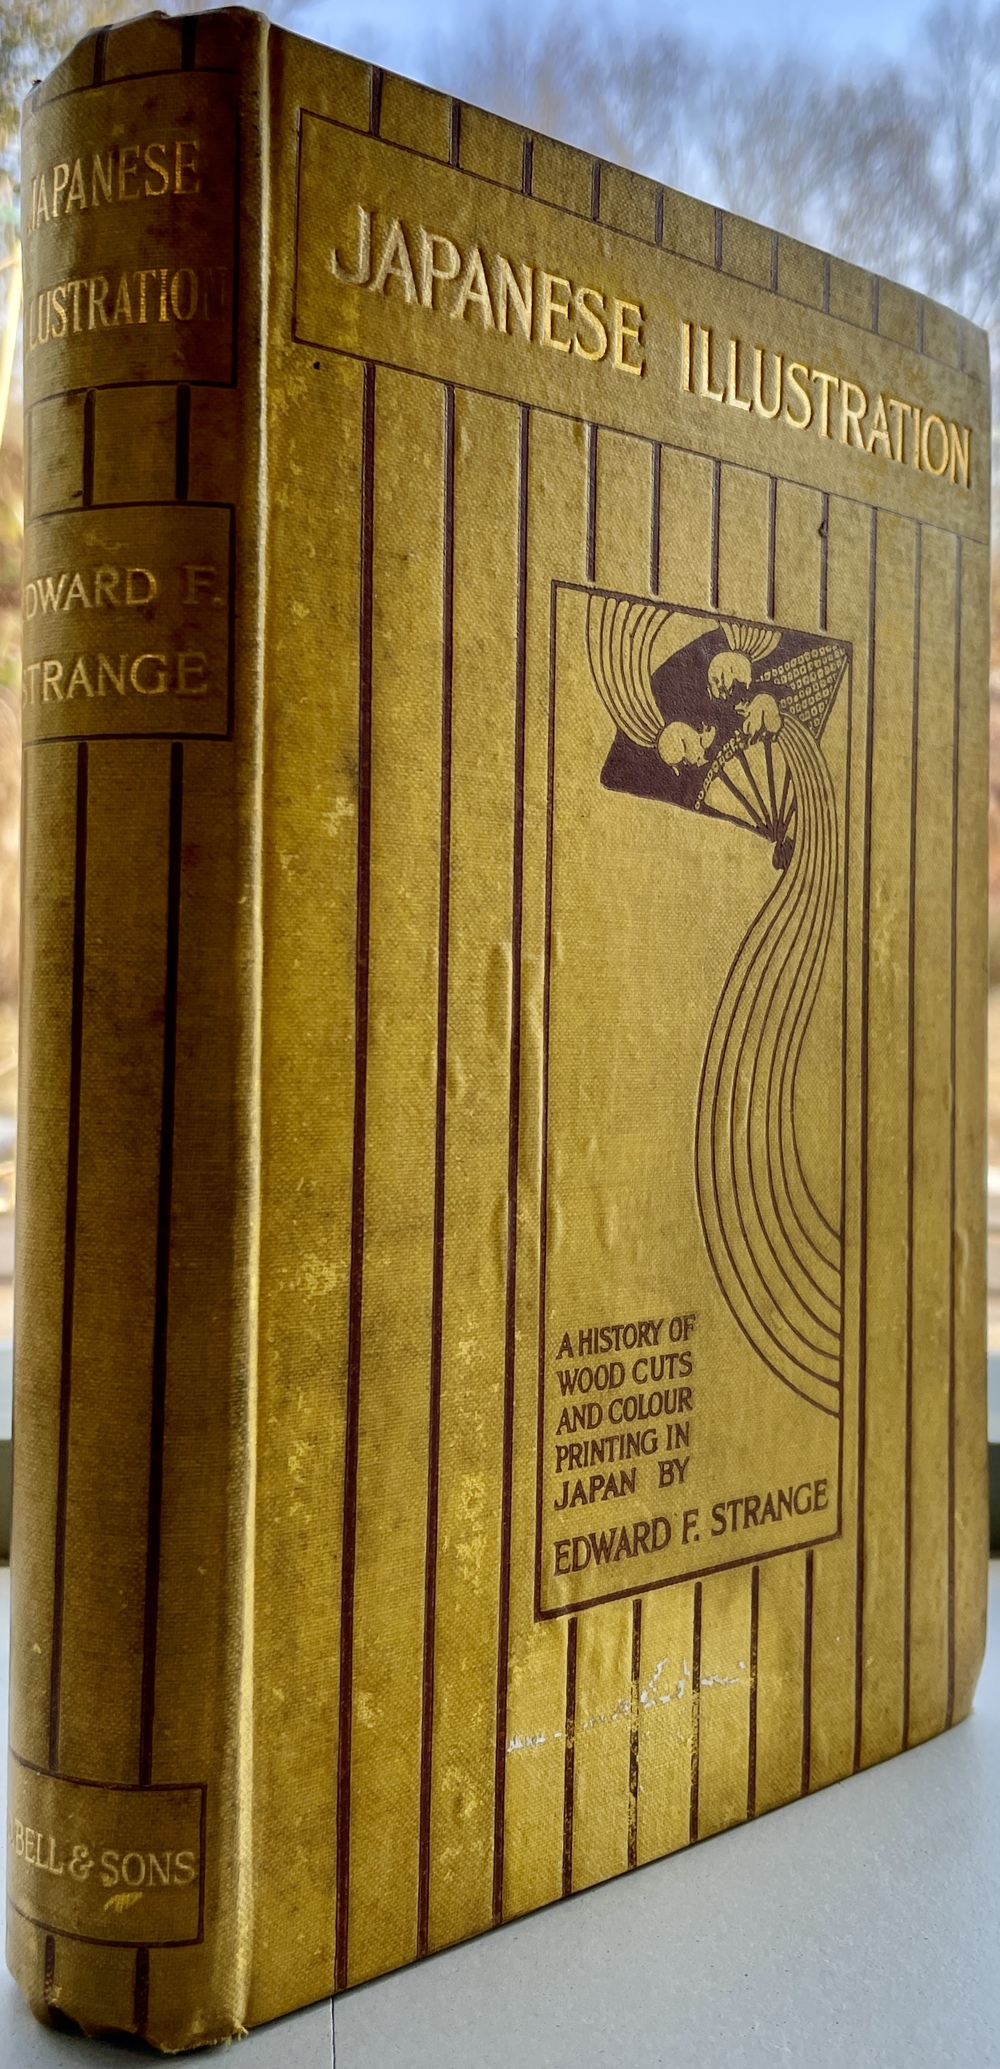 JAPANESE
ILLUSTRATION
EDWARD F.
STRANGE
BELL & SONS
JAPANESE ILLUSTRATION
A HISTORY OF
WOOD CUTS
AND COLOUR
PRINTING IN
JAPAN BY
EDWARD F. STRANGE